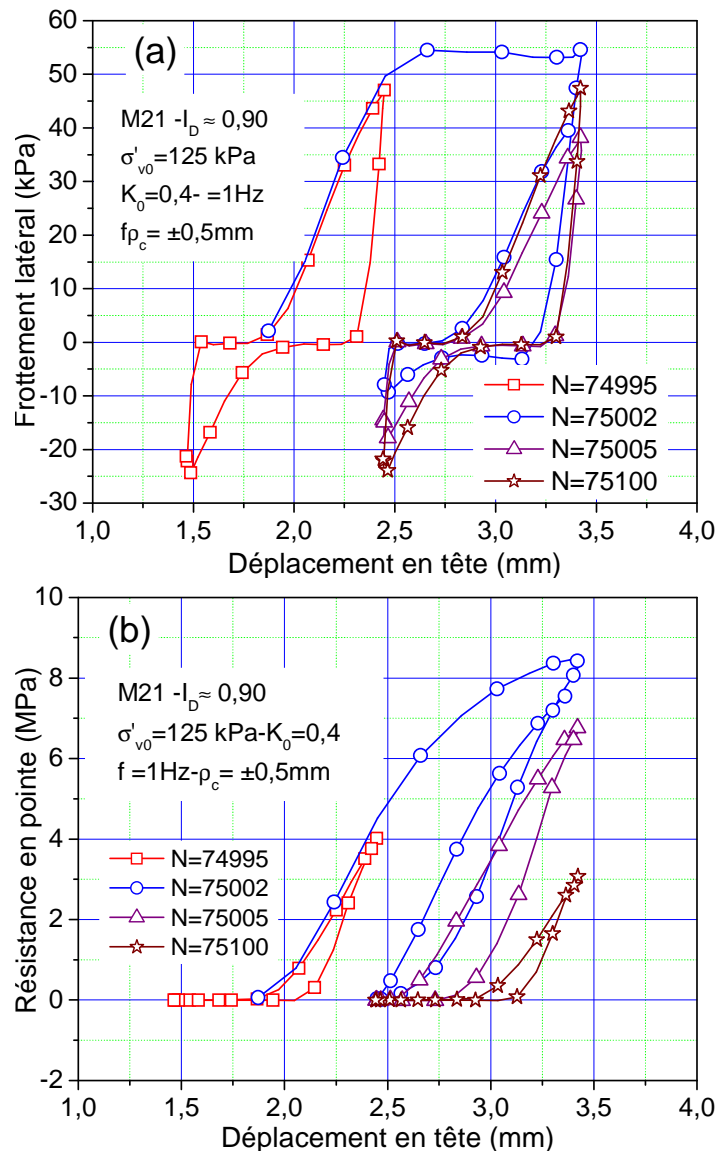 (a)
M21 -I_D ≈ 0,90
σ'_v0=125 kPa
K_0=0,4- =1Hz
fρ_c= ±0,5mm
Frottement latéral (kPa)
60
50
40
30
20
10
0
-10
-20
-30
N=74995
N=75002
N=75005
N=75100
1,0 1,5 2,0 2,5 3,0 3,5 4,0
Déplacement en tête (mm)
(b)
M21 -I_D≈ 0,90
σ'_v0=125 kPa-K_0=0,4
f =1Hz-ρ_c= ±0,5mm
Résistance en pointe (MPa)
10
8
6
4
2
0
-2
N=74995
N=75002
N=75005
N=75100
1,0 1,5 2,0 2,5 3,0 3,5 4,0
Déplacement en tête (mm)